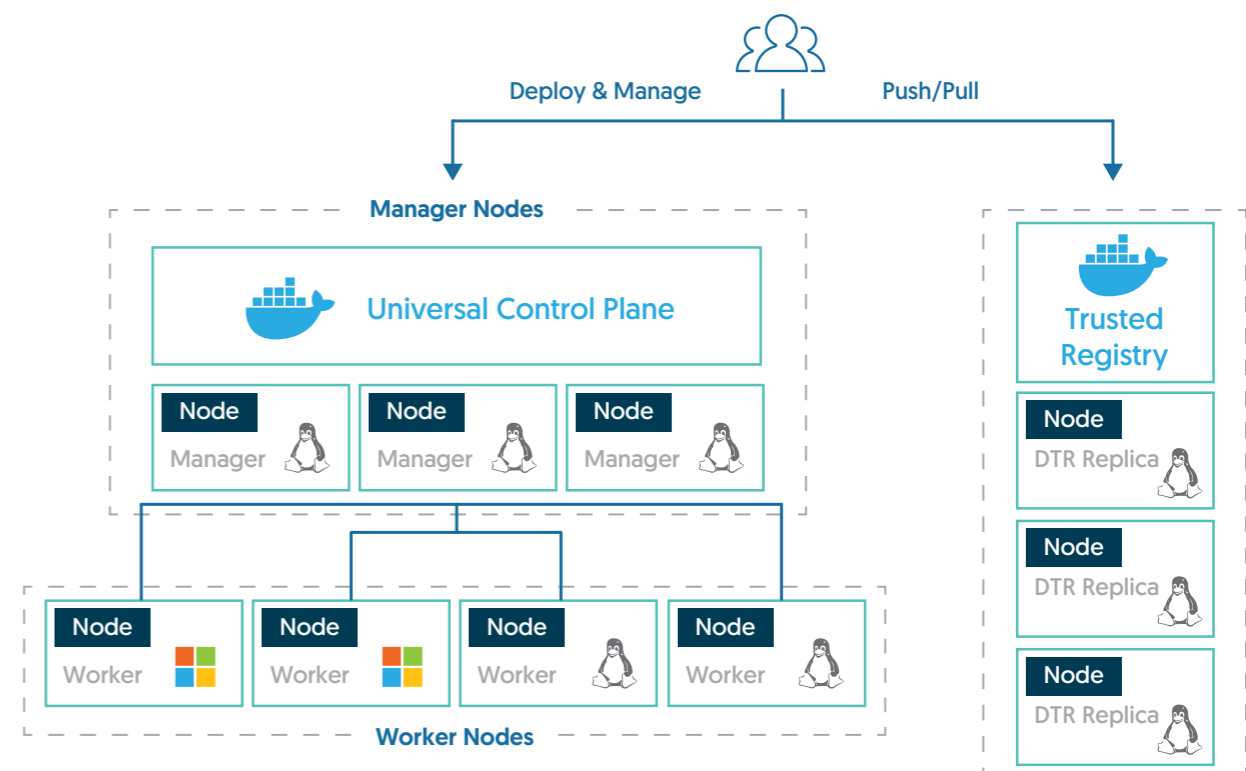 Deploy & Manage
Push/Pull
Manager Nodes
Universal Control Plane
Node
Manager
Node
Manager
Node
Manager
Node
Worker
Node
Worker
Node
Worker
Node
Worker
Worker Nodes
Trusted
Registry
Node
DTR Replica
Node
DTR Replica
Node
DTR Replica